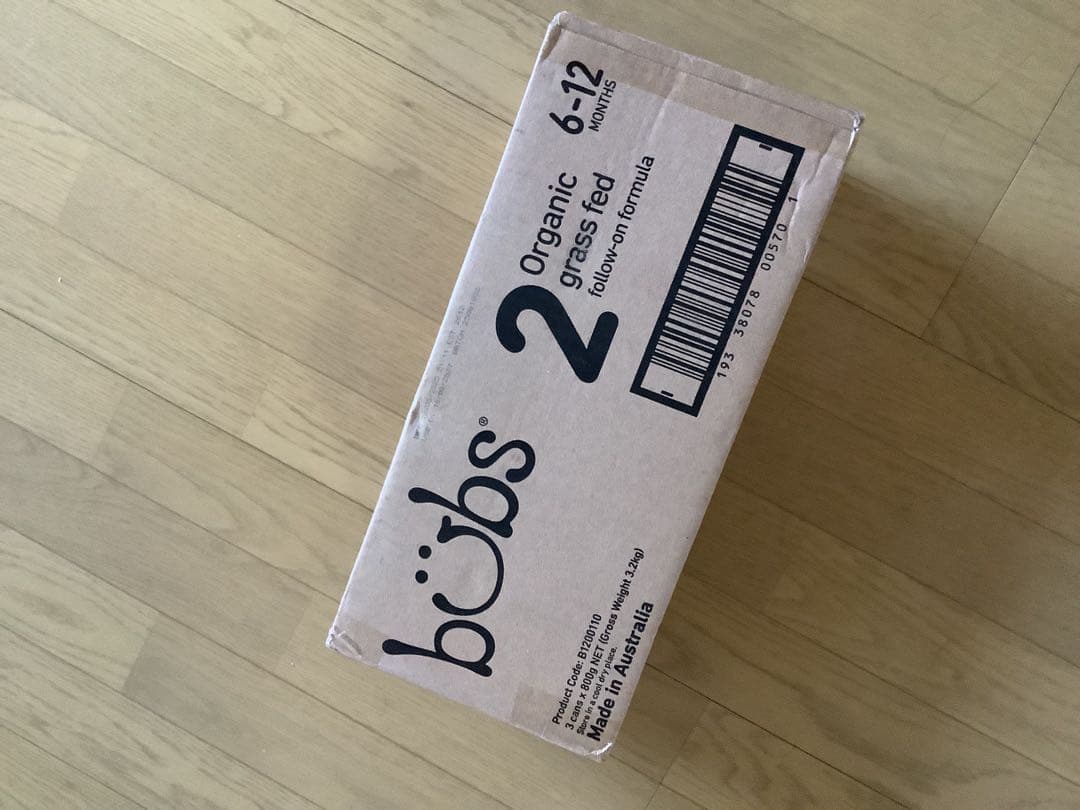 bubs®
2
Organic
grass fed
follow-on formula
6-12
MONTHS
193 38078 00570 1
Product Code: B1200110
3 cans x 800g NET (Gross Weight 3.2kg)
Store in a cool dry place.
Made in Australia